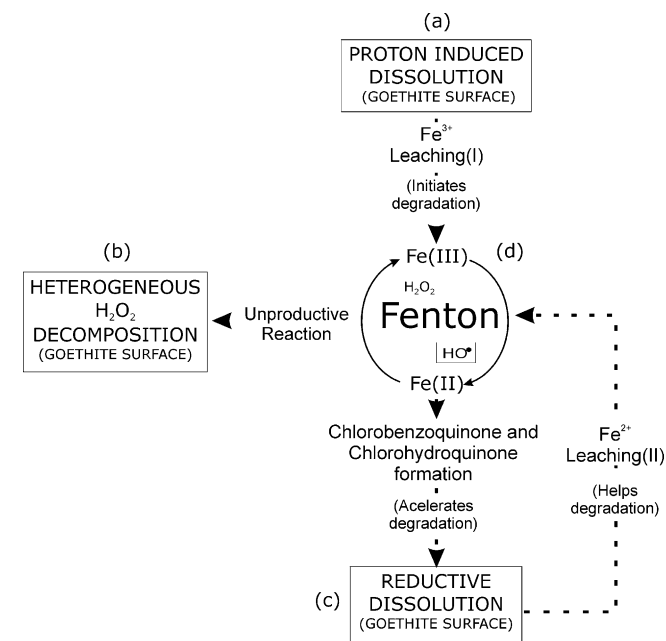 (a)
PROTON INDUCED
DISSOLUTION
(GOETHITE SURFACE)
Fe³⁺
Leaching(I)
(Initiates
degradation)
(b)
HETEROGENEOUS
H₂O₂
DECOMPOSITION
(GOETHITE SURFACE)
Unproductive
Reaction
Fe(III)
(d)
H₂O₂
Fenton
HO•
Fe(II)
Chlorobenzoquinone and
Chlorohydroquinone
formation
(Acelerates
degradation)
Fe²⁺
Leaching(II)
(Helps
degradation)
(c)
REDUCTIVE
DISSOLUTION
(GOETHITE SURFACE)